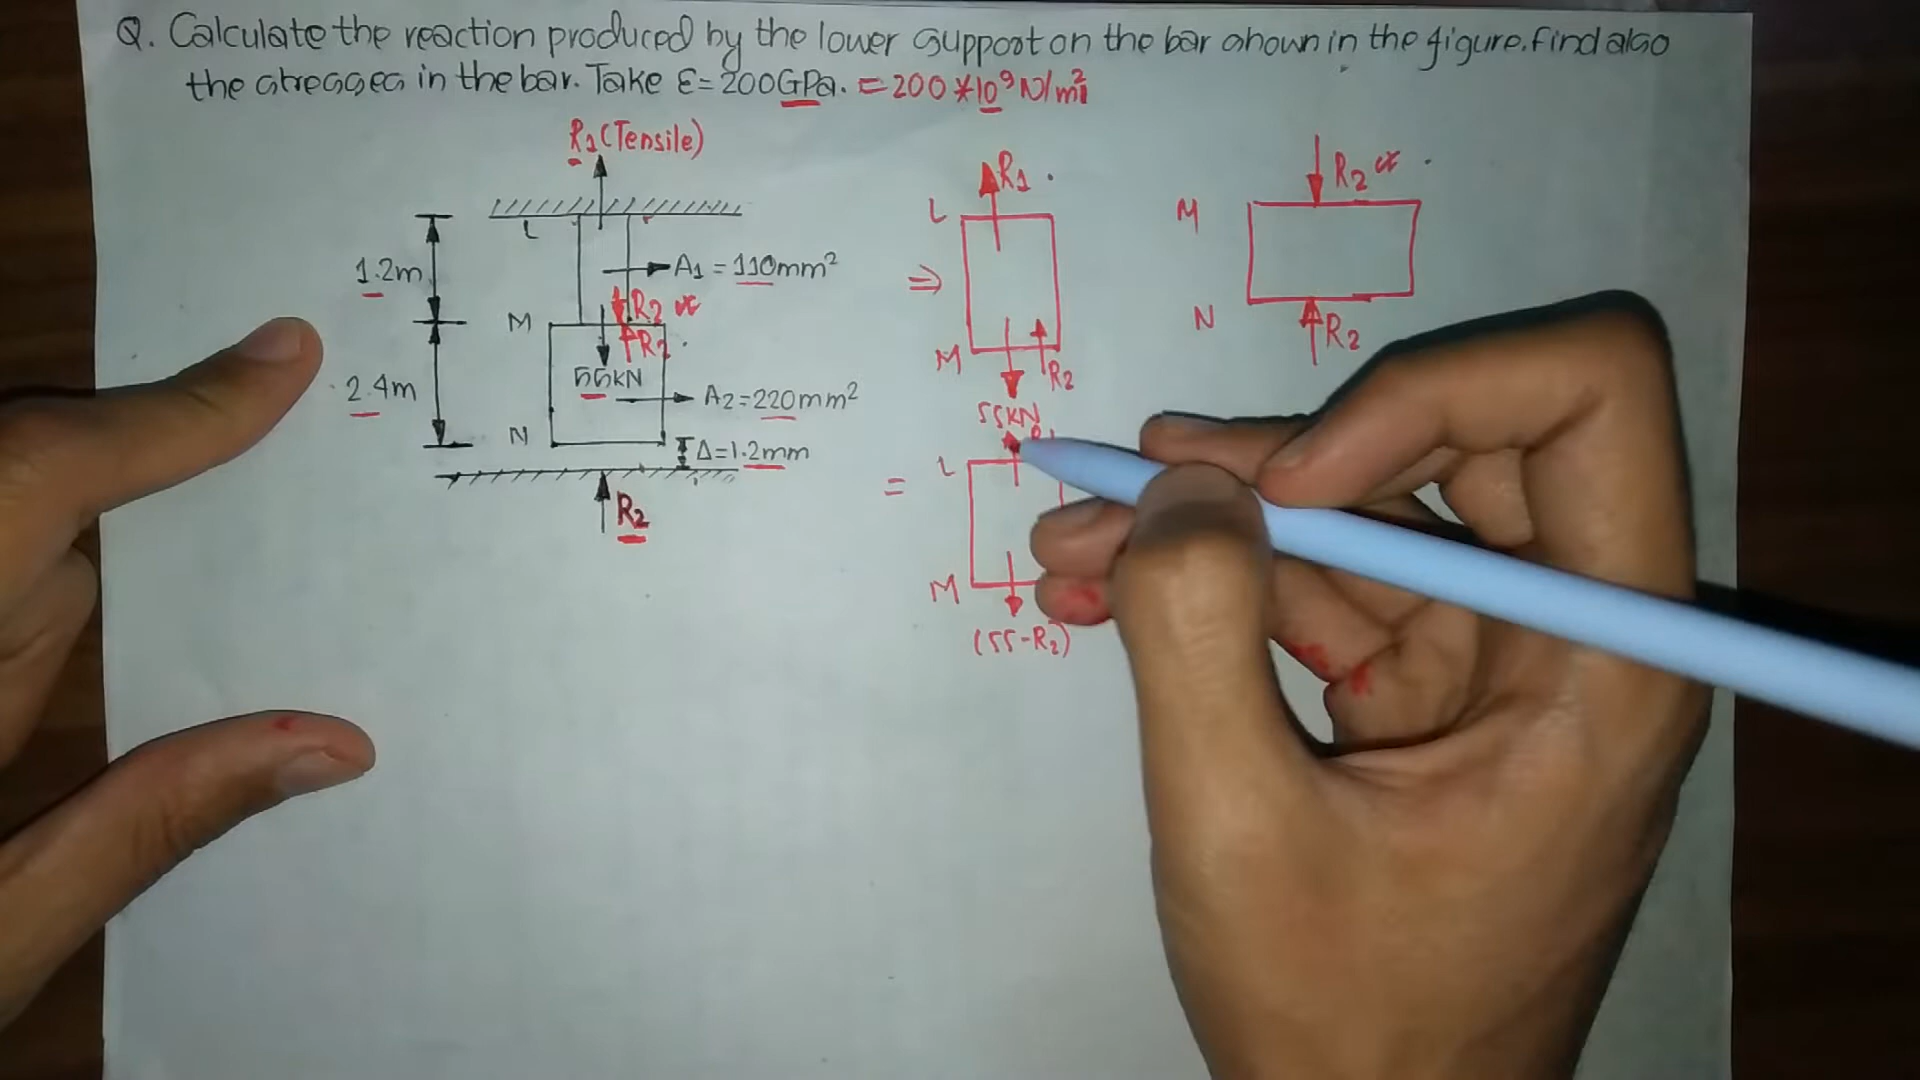 Q. Calculate the reaction produced by the lower support on the bar shown in the figure. find also
the stresses in the bar. Take ε = 200GPa. = 200 * 10⁹ N/m²
R1 (Tensile)
L
1.2m
A1 = 110mm²
R2
M
R2
55kN
2.4m
A2 = 220mm²
N
Δ=1.2mm
R2
R1
L
⇒
M
R2
55kN
R2
M
N
R2
=
L
M
(55-R2)